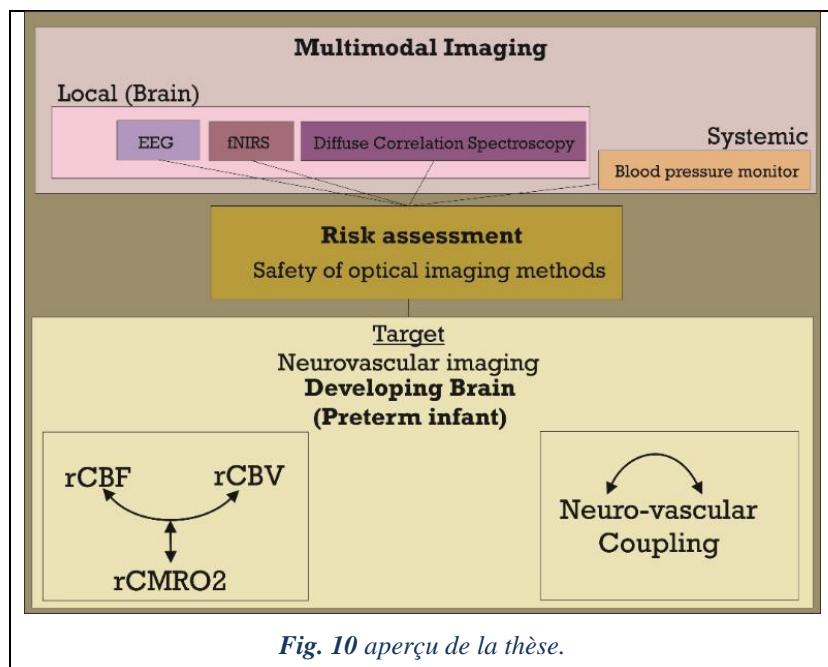 Multimodal Imaging
Local (Brain)
EEG
fNIRS
Diffuse Correlation Spectroscopy
Systemic
Blood pressure monitor
Risk assessment
Safety of optical imaging methods
Target
Neurovascular imaging
Developing Brain
(Preterm infant)
rCBF
rCBV
rCMRO2
Neuro-vascular
Coupling
Fig. 10 aperçu de la thèse.